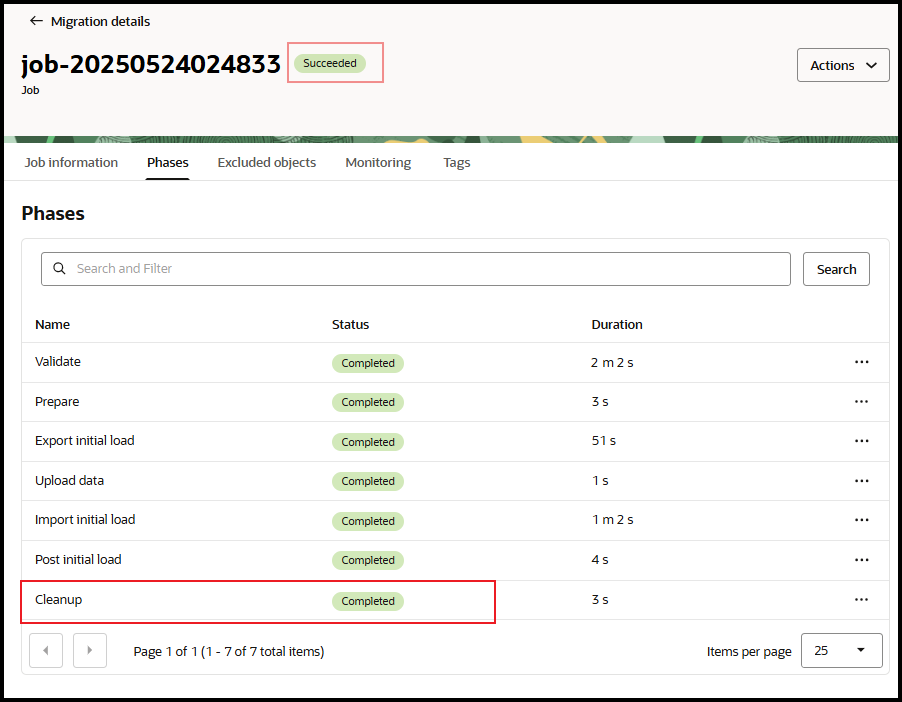 Migration details
job-20250524024833 Succeeded
Job
Actions
Job information Phases Excluded objects Monitoring Tags
Phases
Search and Filter Search
Name Status Duration
Validate Completed 2 m 2 s
Prepare Completed 3 s
Export initial load Completed 51 s
Upload data Completed 1 s
Import initial load Completed 1 m 2 s
Post initial load Completed 4 s
Cleanup Completed 3 s
Page 1 of 1 (1 - 7 of 7 total items) Items per page 25